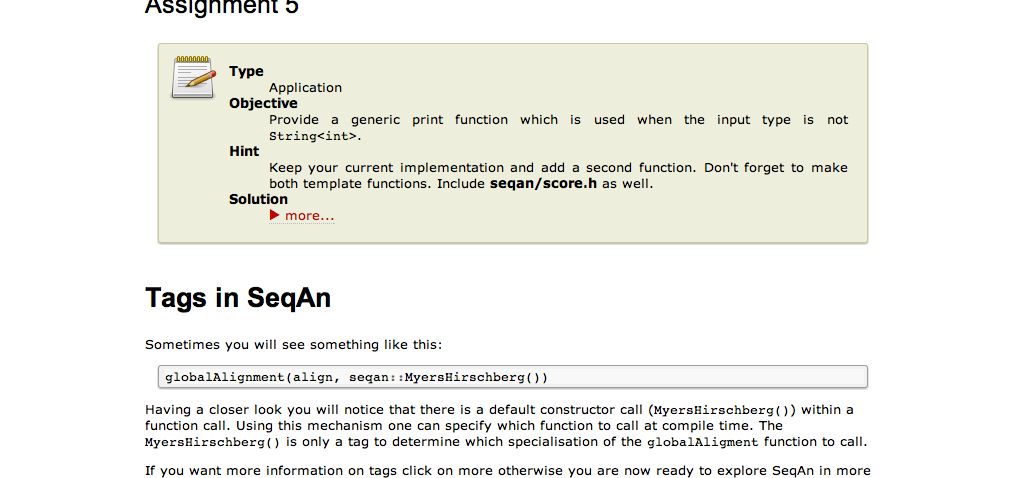 Assignment 5
Type
Application
Objective
Provide a generic print function which is used when the input type is not
String<int>.
Hint
Keep your current implementation and add a second function. Don't forget to make
both template functions. Include seqan/score.h as well.
Solution
more...
Tags in SeqAn
Sometimes you will see something like this:
globalAlignment(align, seqan::MyersHirschberg())
Having a closer look you will notice that there is a default constructor call (MyersHirschberg()) within a
function call. Using this mechanism one can specify which function to call at compile time. The
MyersHirschberg() is only a tag to determine which specialisation of the globalAligment function to call.
If you want more information on tags click on more otherwise you are now ready to explore SeqAn in more